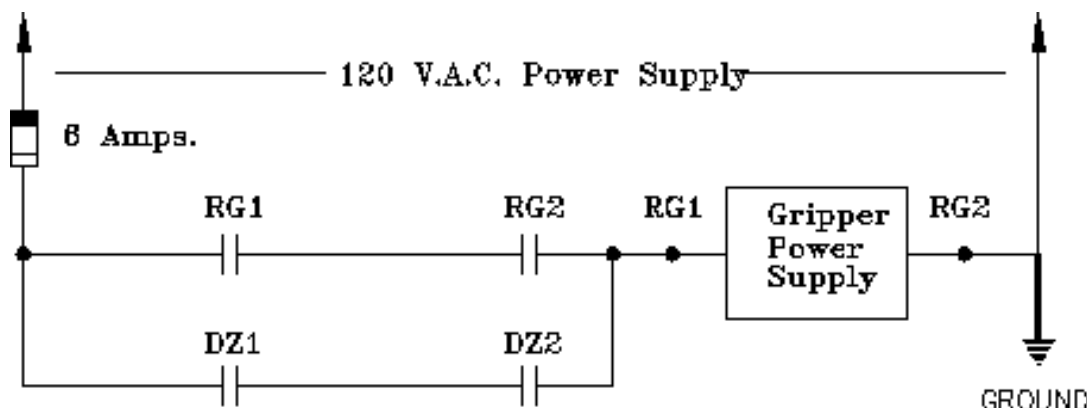 120 V.A.C. Power Supply
6 Amps.
RG1
RG2
RG1
Gripper
Power
Supply
RG2
DZ1
DZ2
GROUND